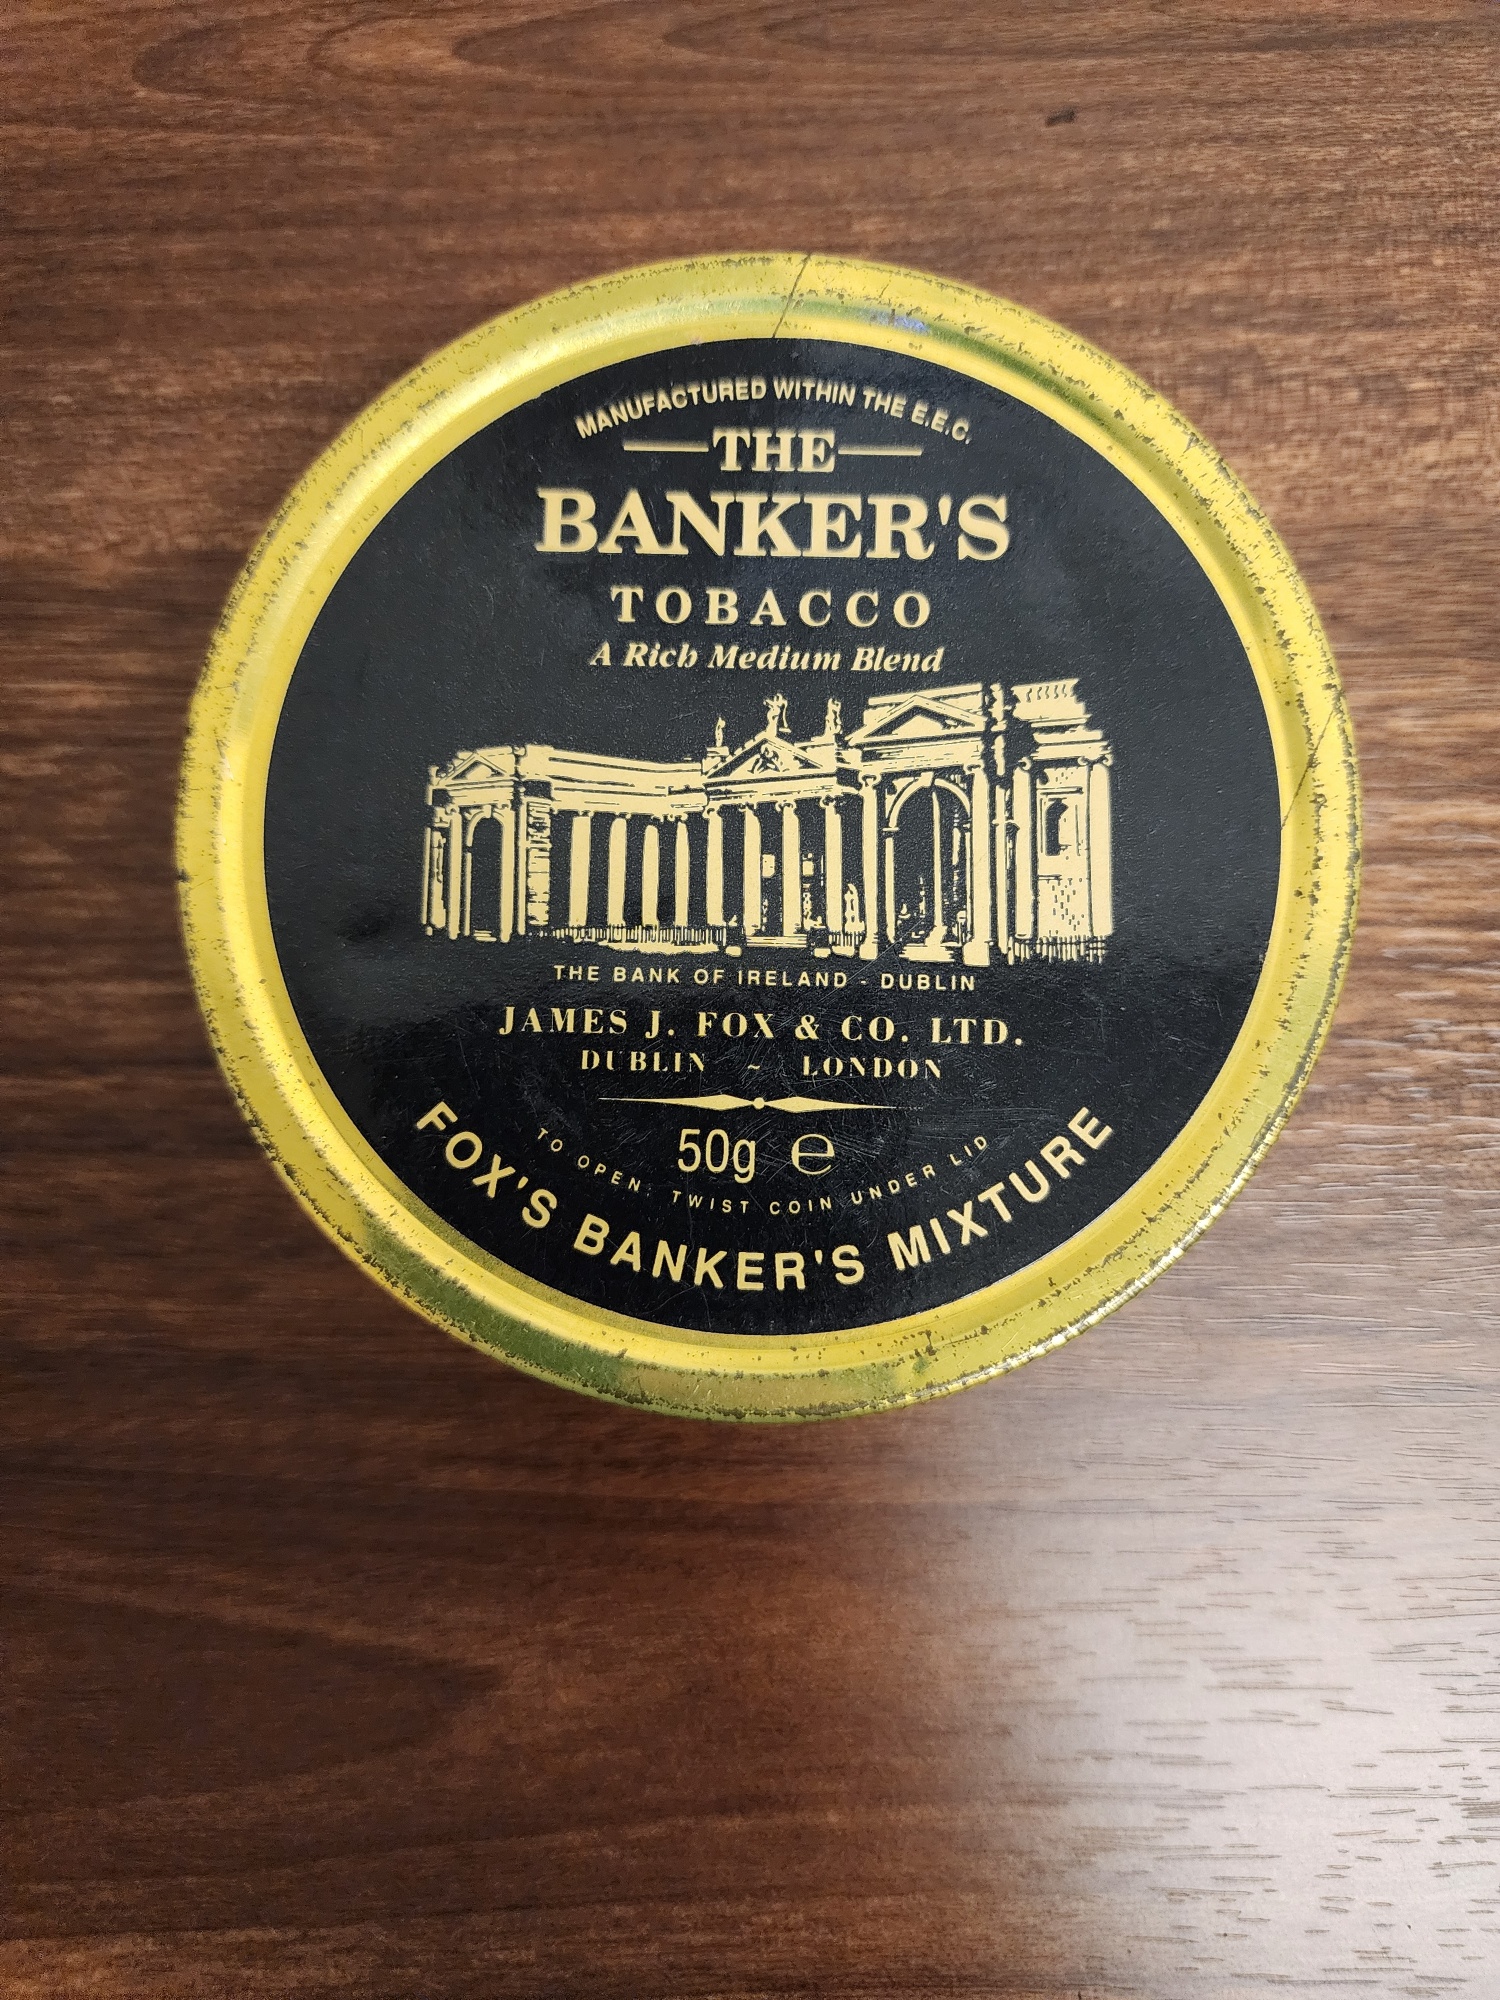 MANUFACTURED WITHIN THE E.E.C.
THE
BANKER'S
TOBACCO
A Rich Medium Blend
THE BANK OF IRELAND - DUBLIN
JAMES J. FOX & CO. LTD.
DUBLIN ~ LONDON
50g ℮
TO OPEN: TWIST COIN UNDER LID
FOX'S BANKER'S MIXTURE